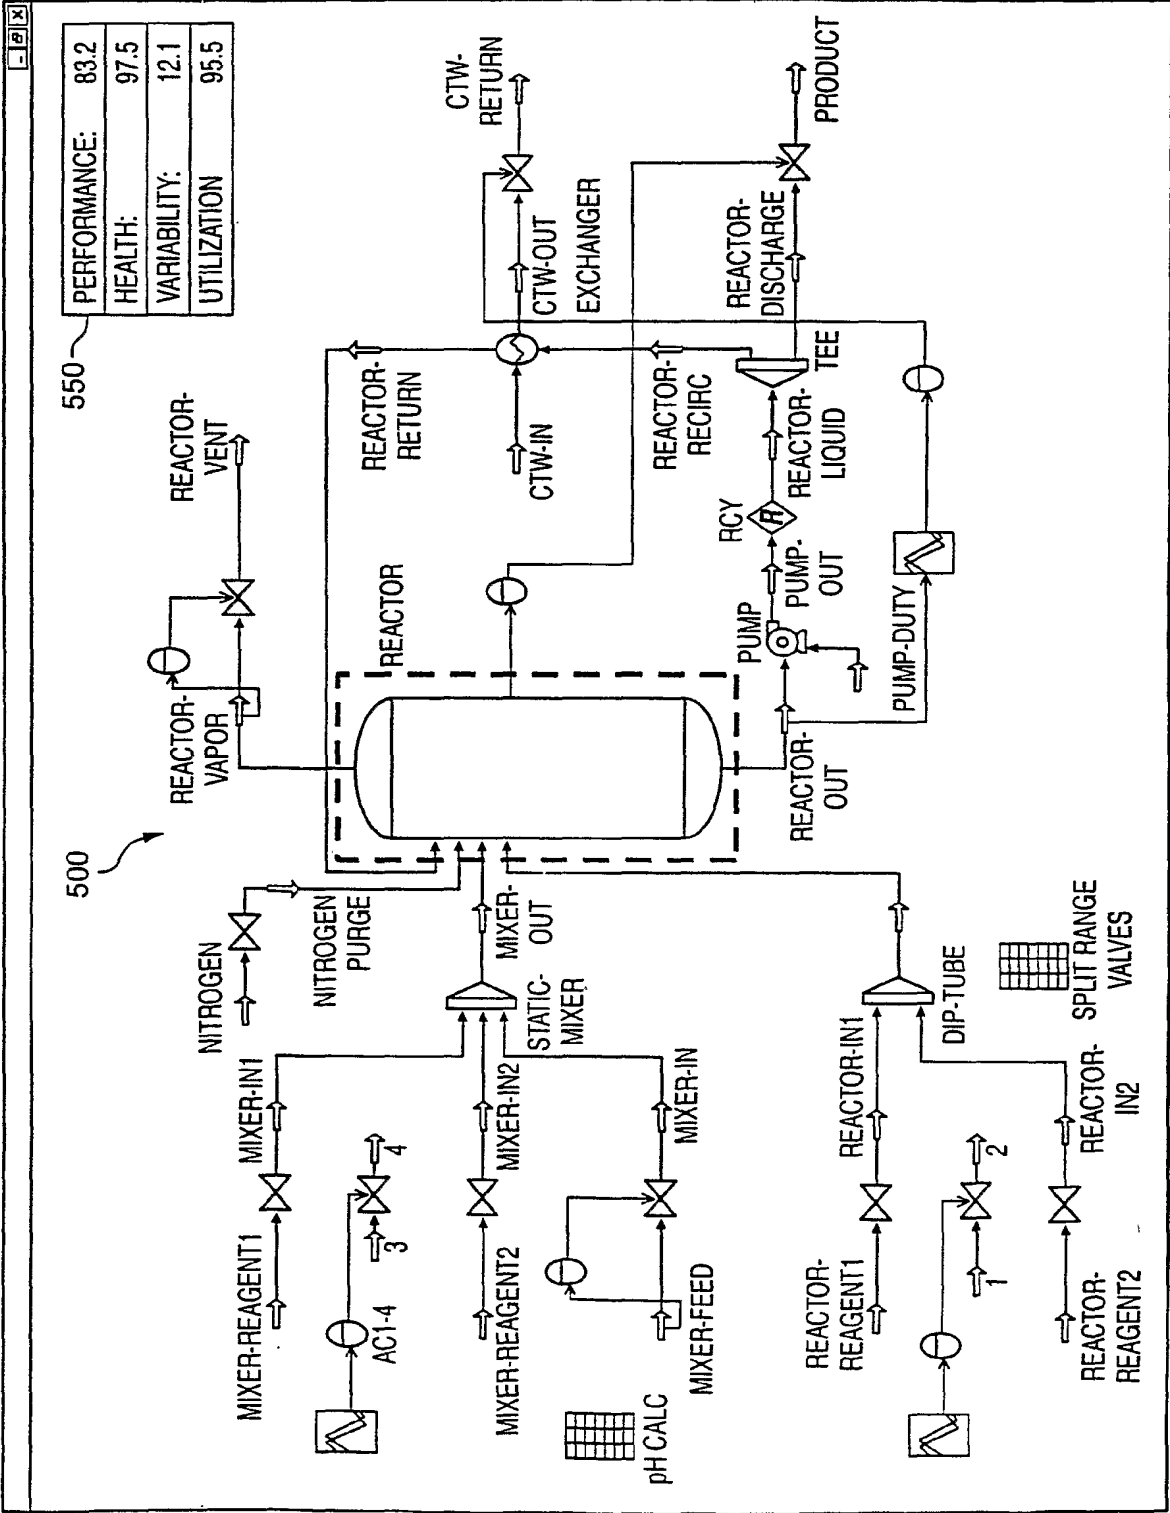 PERFORMANCE: 83.2
HEALTH: 97.5
VARIABILITY: 12.1
UTILIZATION 95.5
550
500
REACTOR-
VENT
REACTOR-
VAPOR
NITROGEN
NITROGEN
PURGE
MIXER-REAGENT1
MIXER-IN1
AC1-4
3
4
MIXER-REAGENT2
MIXER-IN2
STATIC-
MIXER
MIXER-
OUT
MIXER-FEED
MIXER-IN
pH CALC
REACTOR
REACTOR-
RETURN
CTW-IN
CTW-OUT
EXCHANGER
CTW-
RETURN
REACTOR-
RECIRC
REACTOR-
DISCHARGE
PRODUCT
TEE
REACTOR-
LIQUID
RCY
R
PUMP-
OUT
PUMP
REACTOR-
OUT
PUMP-DUTY
REACTOR-
REAGENT1
REACTOR-IN1
DIP-TUBE
1
2
REACTOR-
REAGENT2
REACTOR-
IN2
SPLIT RANGE
VALVES